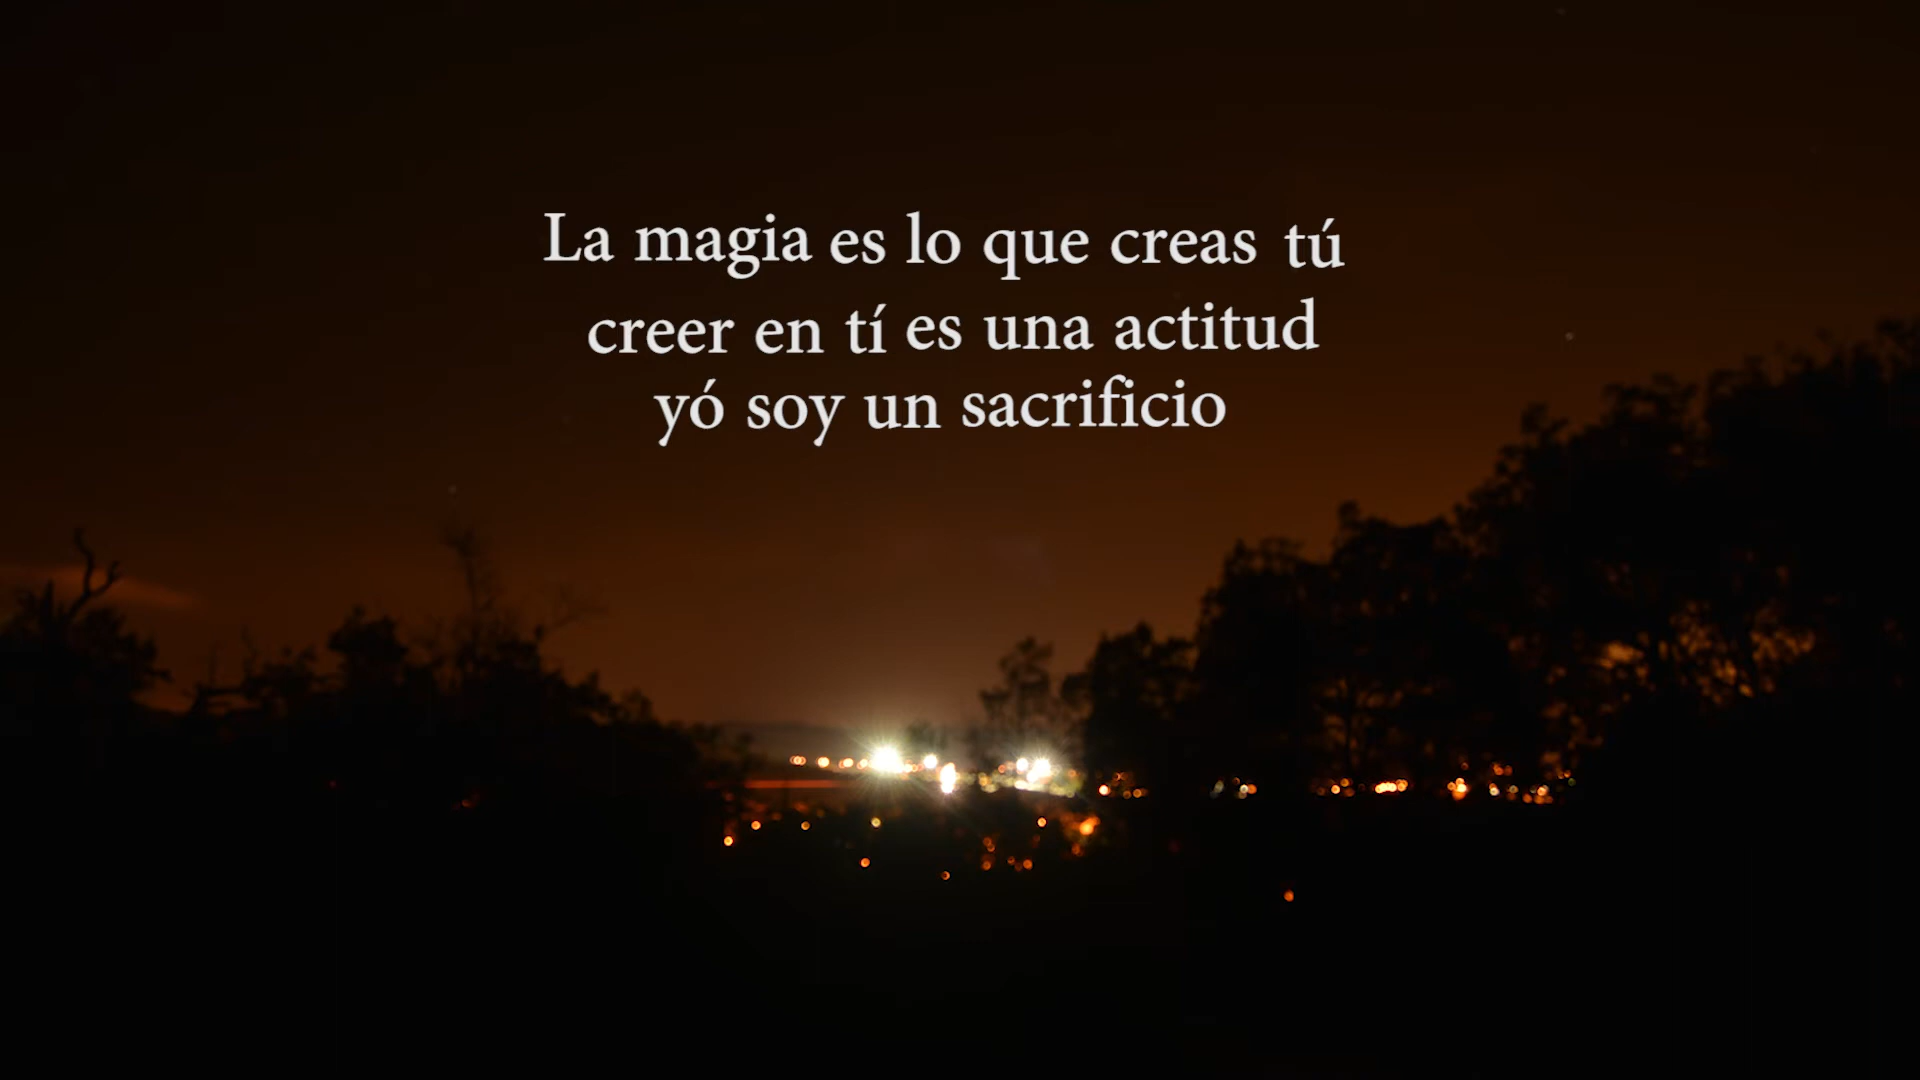 La magia es lo que creas tú
creer en tí es una actitud
yó soy un sacrificio